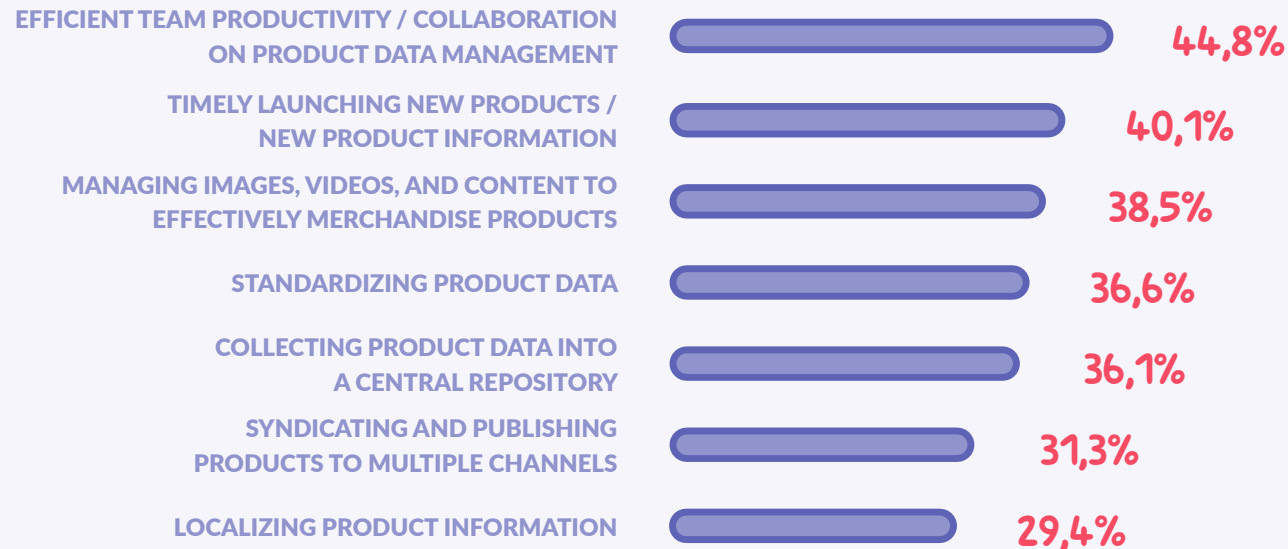 EFFICIENT TEAM PRODUCTIVITY / COLLABORATION
ON PRODUCT DATA MANAGEMENT
44,8%
TIMELY LAUNCHING NEW PRODUCTS /
NEW PRODUCT INFORMATION
40,1%
MANAGING IMAGES, VIDEOS, AND CONTENT TO
EFFECTIVELY MERCHANDISE PRODUCTS
38,5%
STANDARDIZING PRODUCT DATA
36,6%
COLLECTING PRODUCT DATA INTO
A CENTRAL REPOSITORY
36,1%
SYNDICATING AND PUBLISHING
PRODUCTS TO MULTIPLE CHANNELS
31,3%
LOCALIZING PRODUCT INFORMATION
29,4%